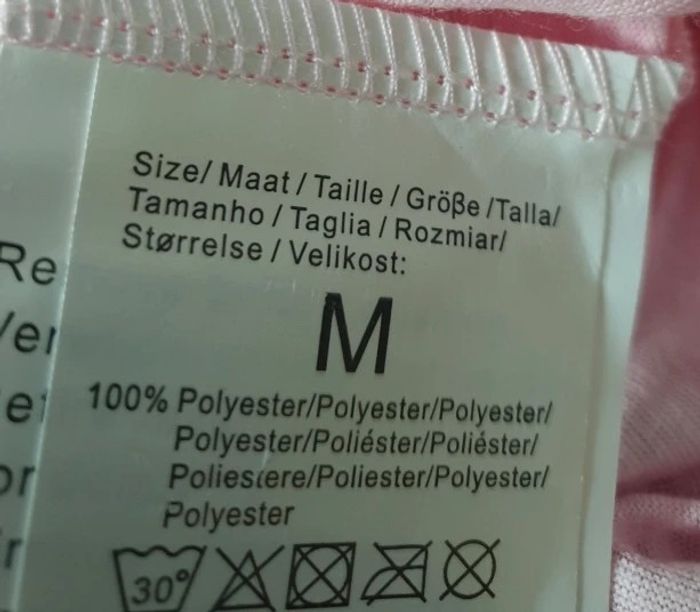 Size/ Maat / Taille / Größe /Talla/
Tamanho / Taglia / Rozmiar/
Størrelse / Velikost:
M
100% Polyester/Polyester/Polyester/
Polyester/Poliéster/Poliéster/
Poliestere/Poliester/Polyester/
Polyester
30°
Re